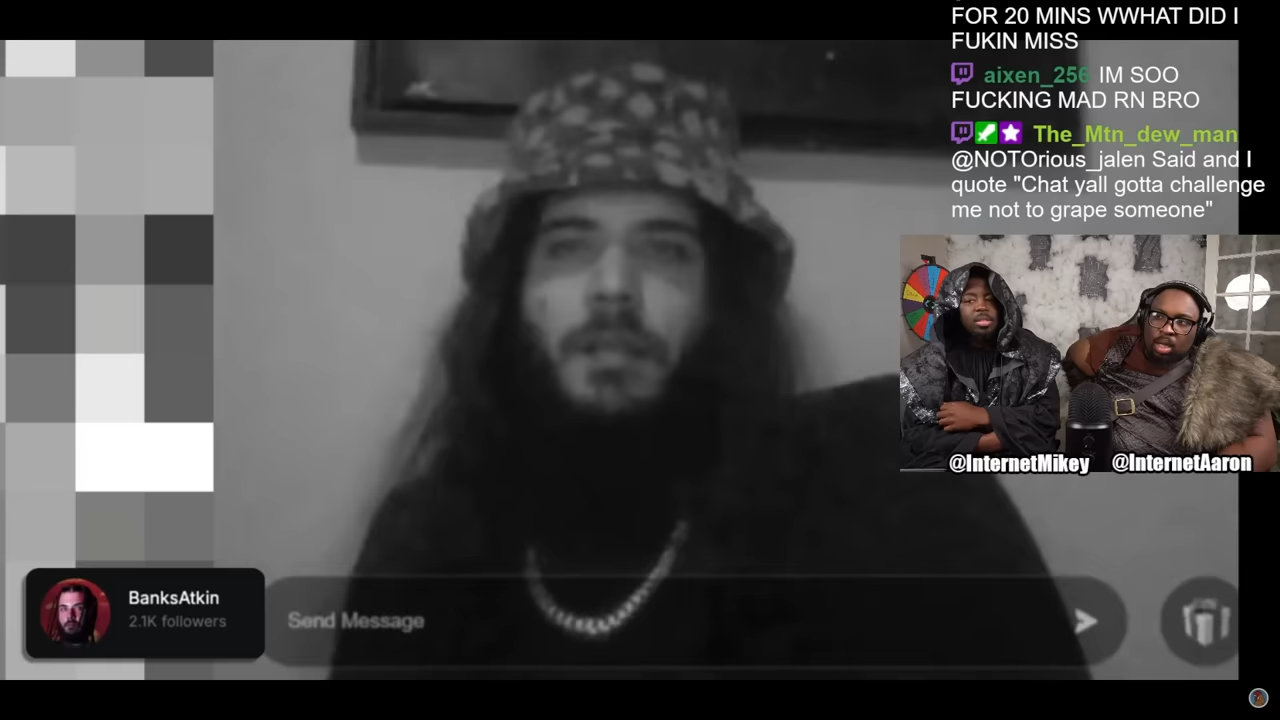 FOR 20 MINS WWHAT DID I
FUKIN MISS
aixen_256 IM SOO
FUCKING MAD RN BRO
The_Mtn_dew_man
@NOTOrious_jalen Said and I
quote "Chat yall gotta challenge
me not to grape someone"
@InternetMikey @InternetAaron
BanksAtkin
2.1K followers
Send Message